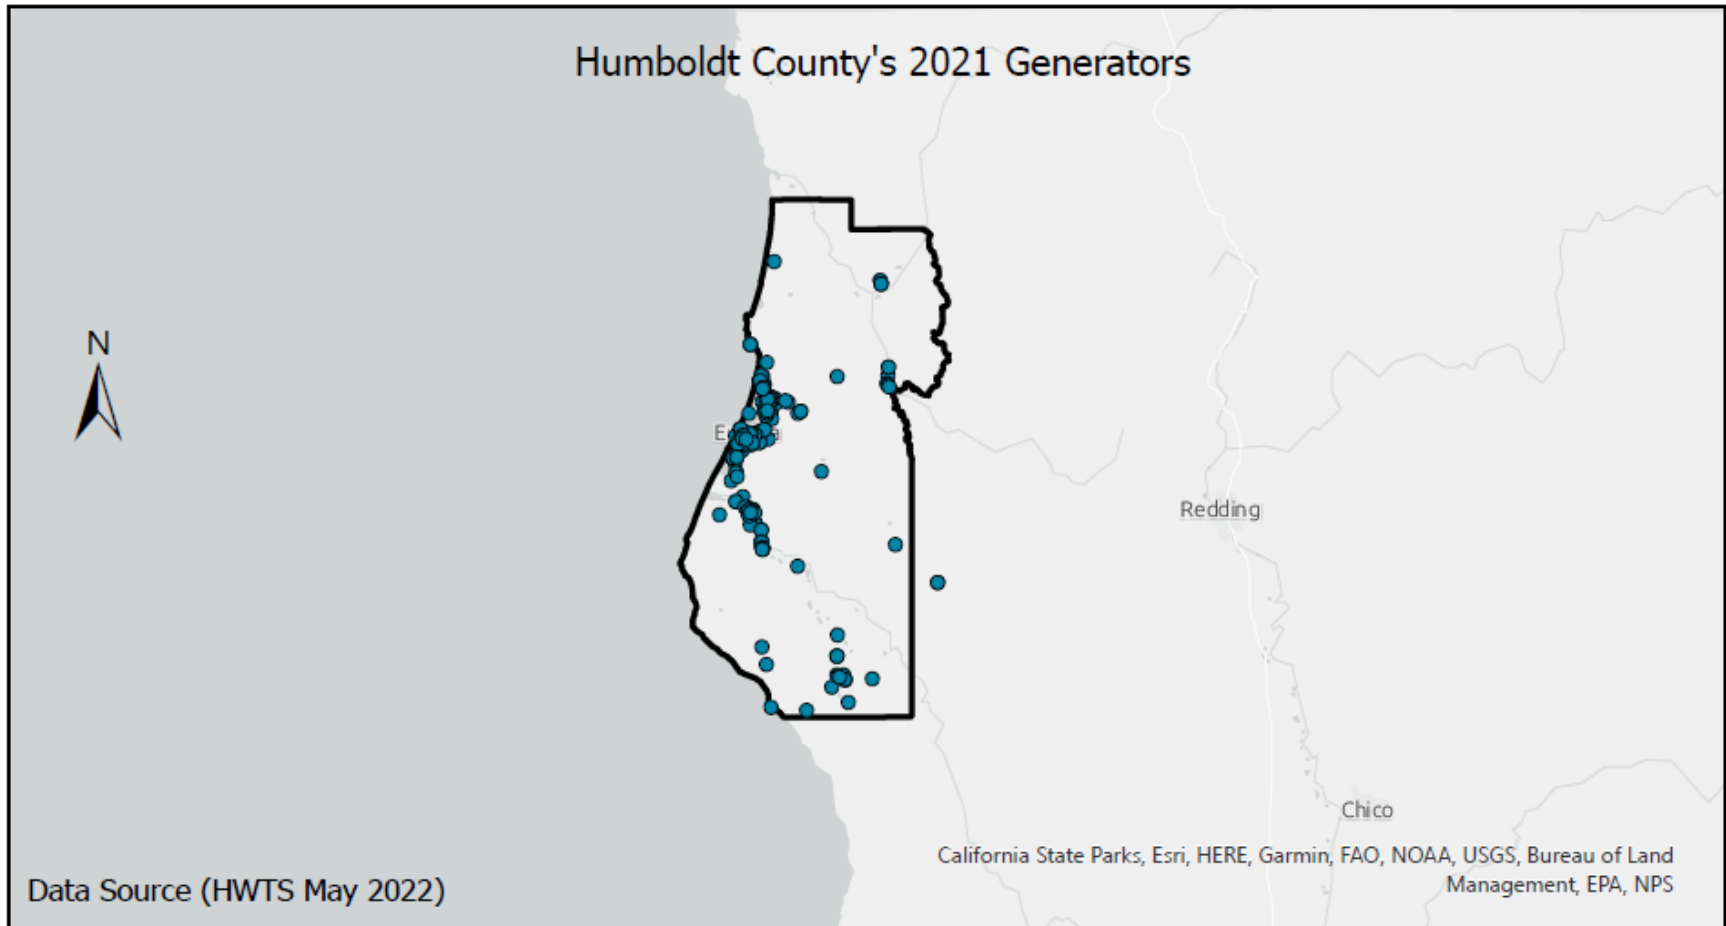 Humboldt County's 2021 Generators
N
Redding
Chico
California State Parks, Esri, HERE, Garmin, FAO, NOAA, USGS, Bureau of Land
Management, EPA, NPS
Data Source (HWTS May 2022)